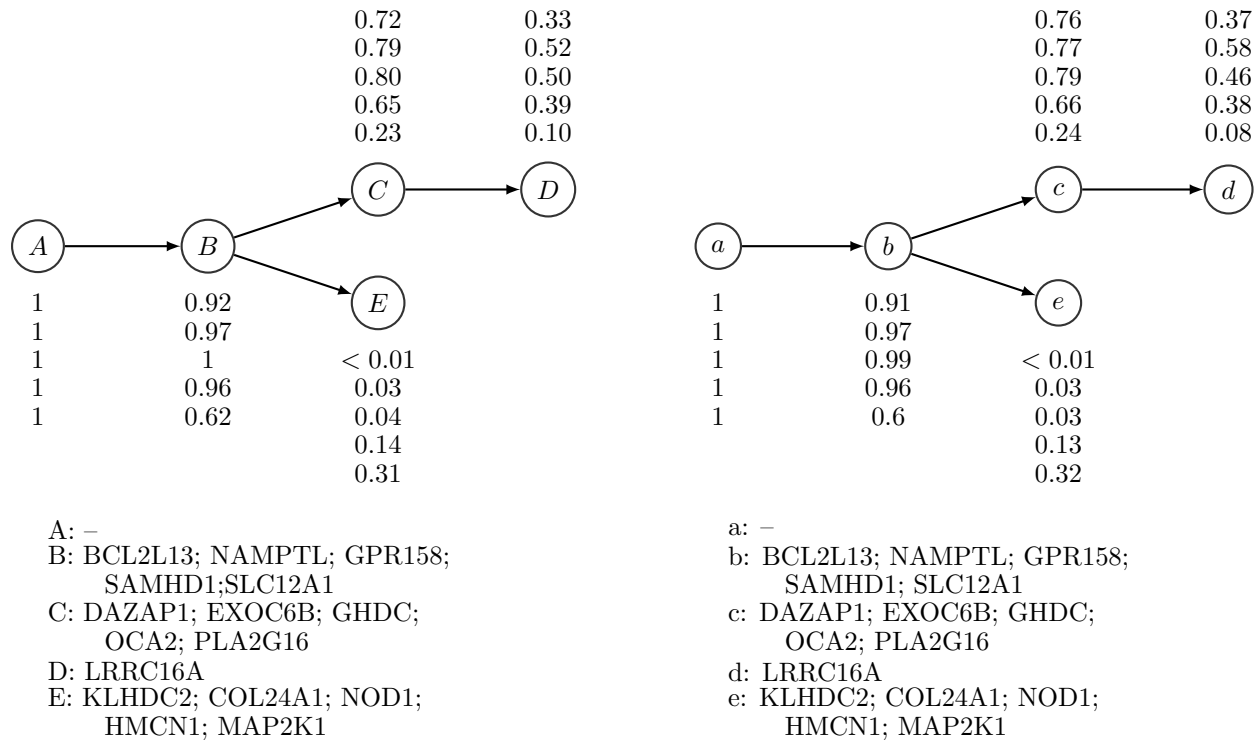 0.72 0.33 0.76 0.37
0.79 0.52 0.77 0.58
0.80 0.50 0.79 0.46
0.65 0.39 0.66 0.38
0.23 0.10 0.24 0.08
C D c d
A B a b
E e
1 0.92 1 0.91
1 0.97 1 0.97
1 1 < 0.01 1 0.99 < 0.01
1 0.96 0.03 1 0.96 0.03
1 0.62 0.04 1 0.6 0.03
0.14 0.13
0.31 0.32
A: –
B: BCL2L13; NAMPTL; GPR158;
SAMHD1;SLC12A1
C: DAZAP1; EXOC6B; GHDC;
OCA2; PLA2G16
D: LRRC16A
E: KLHDC2; COL24A1; NOD1;
HMCN1; MAP2K1
a: –
b: BCL2L13; NAMPTL; GPR158;
SAMHD1; SLC12A1
c: DAZAP1; EXOC6B; GHDC;
OCA2; PLA2G16
d: LRRC16A
e: KLHDC2; COL24A1; NOD1;
HMCN1; MAP2K1